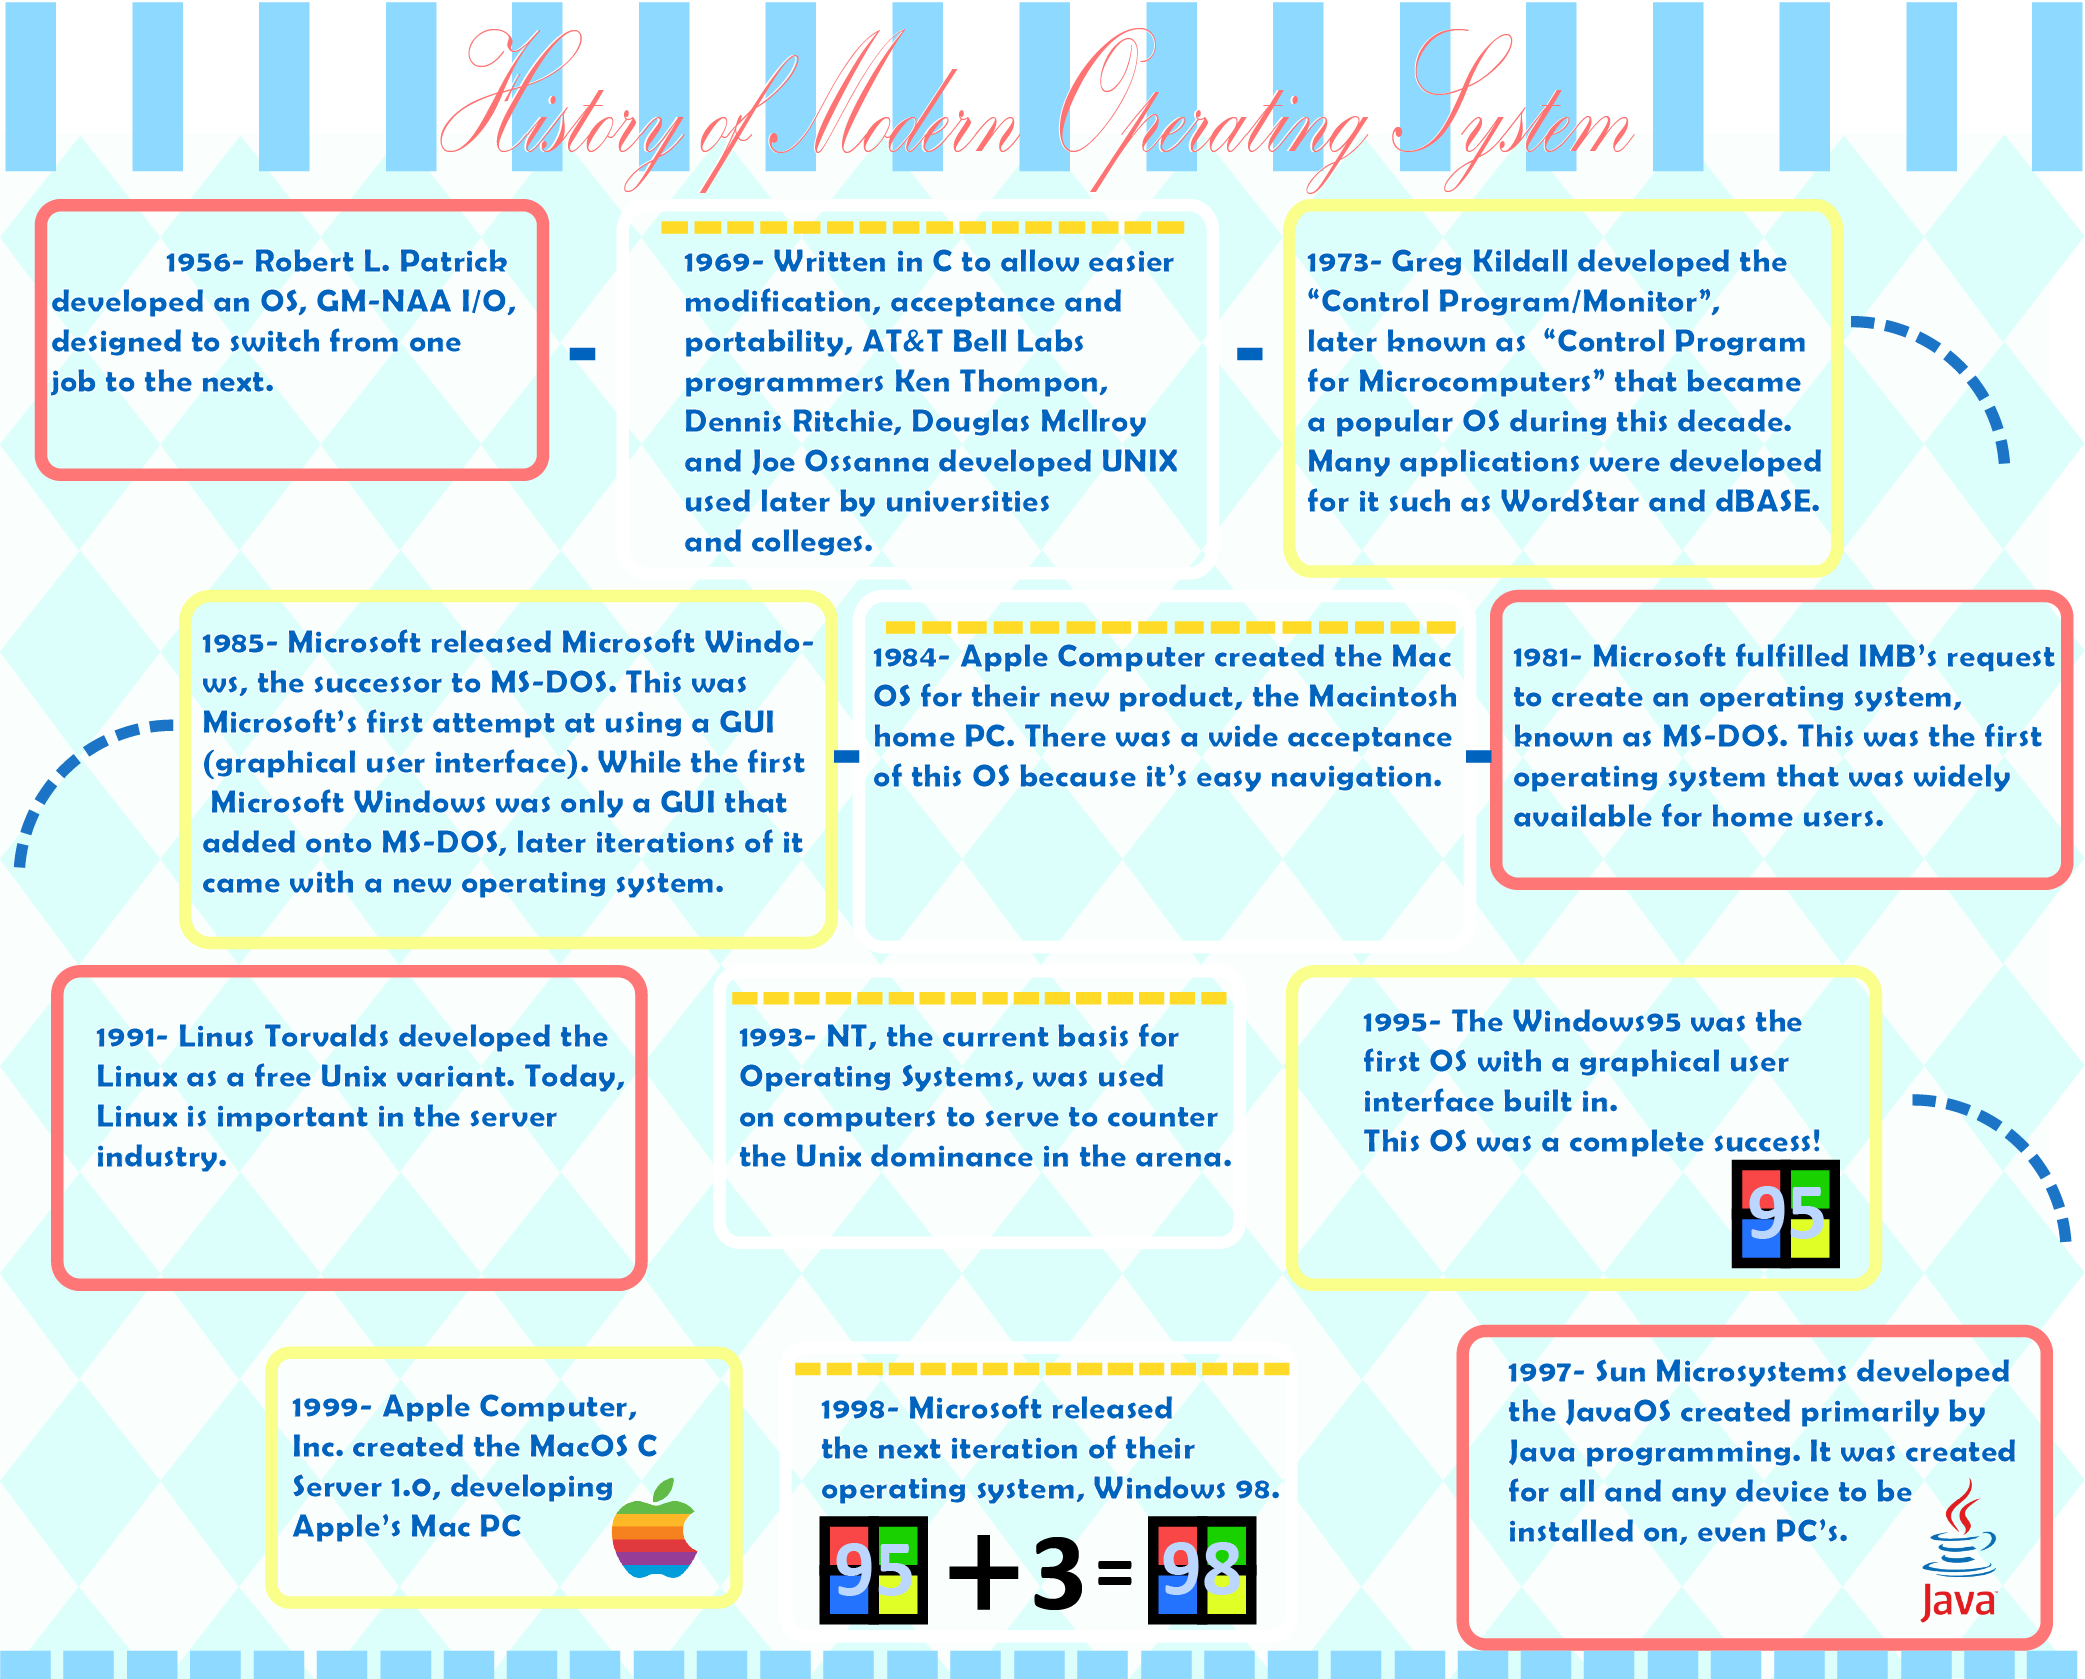 History of Modern Operating System
1956- Robert L. Patrick
developed an OS, GM-NAA I/O,
designed to switch from one
job to the next.
1969- Written in C to allow easier
modification, acceptance and
portability, AT&T Bell Labs
programmers Ken Thompon,
Dennis Ritchie, Douglas McIlroy
and Joe Ossanna developed UNIX
used later by universities
and colleges.
1973- Greg Kildall developed the
“Control Program/Monitor”,
later known as “Control Program
for Microcomputers” that became
a popular OS during this decade.
Many applications were developed
for it such as WordStar and dBASE.
1981- Microsoft fulfilled IMB’s request
to create an operating system,
known as MS-DOS. This was the first
operating system that was widely
available for home users.
1984- Apple Computer created the Mac
OS for their new product, the Macintosh
home PC. There was a wide acceptance
of this OS because it’s easy navigation.
1985- Microsoft released Microsoft Windo-
ws, the successor to MS-DOS. This was
Microsoft’s first attempt at using a GUI
(graphical user interface). While the first
Microsoft Windows was only a GUI that
added onto MS-DOS, later iterations of it
came with a new operating system.
1991- Linus Torvalds developed the
Linux as a free Unix variant. Today,
Linux is important in the server
industry.
1993- NT, the current basis for
Operating Systems, was used
on computers to serve to counter
the Unix dominance in the arena.
1995- The Windows95 was the
first OS with a graphical user
interface built in.
This OS was a complete success!
95
1997- Sun Microsystems developed
the JavaOS created primarily by
Java programming. It was created
for all and any device to be
installed on, even PC’s.
Java
1998- Microsoft released
the next iteration of their
operating system, Windows 98.
95 + 3 = 98
1999- Apple Computer,
Inc. created the MacOS C
Server 1.0, developing
Apple’s Mac PC